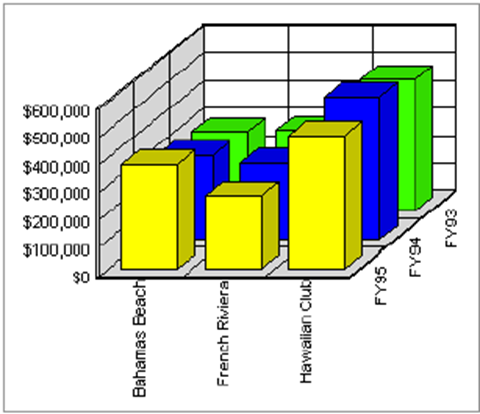 $600,000
$500,000
$400,000
$300,000
$200,000
$100,000
$0
Bahamas Beach
French Riviera
Hawaiian Club
FY95
FY94
FY93